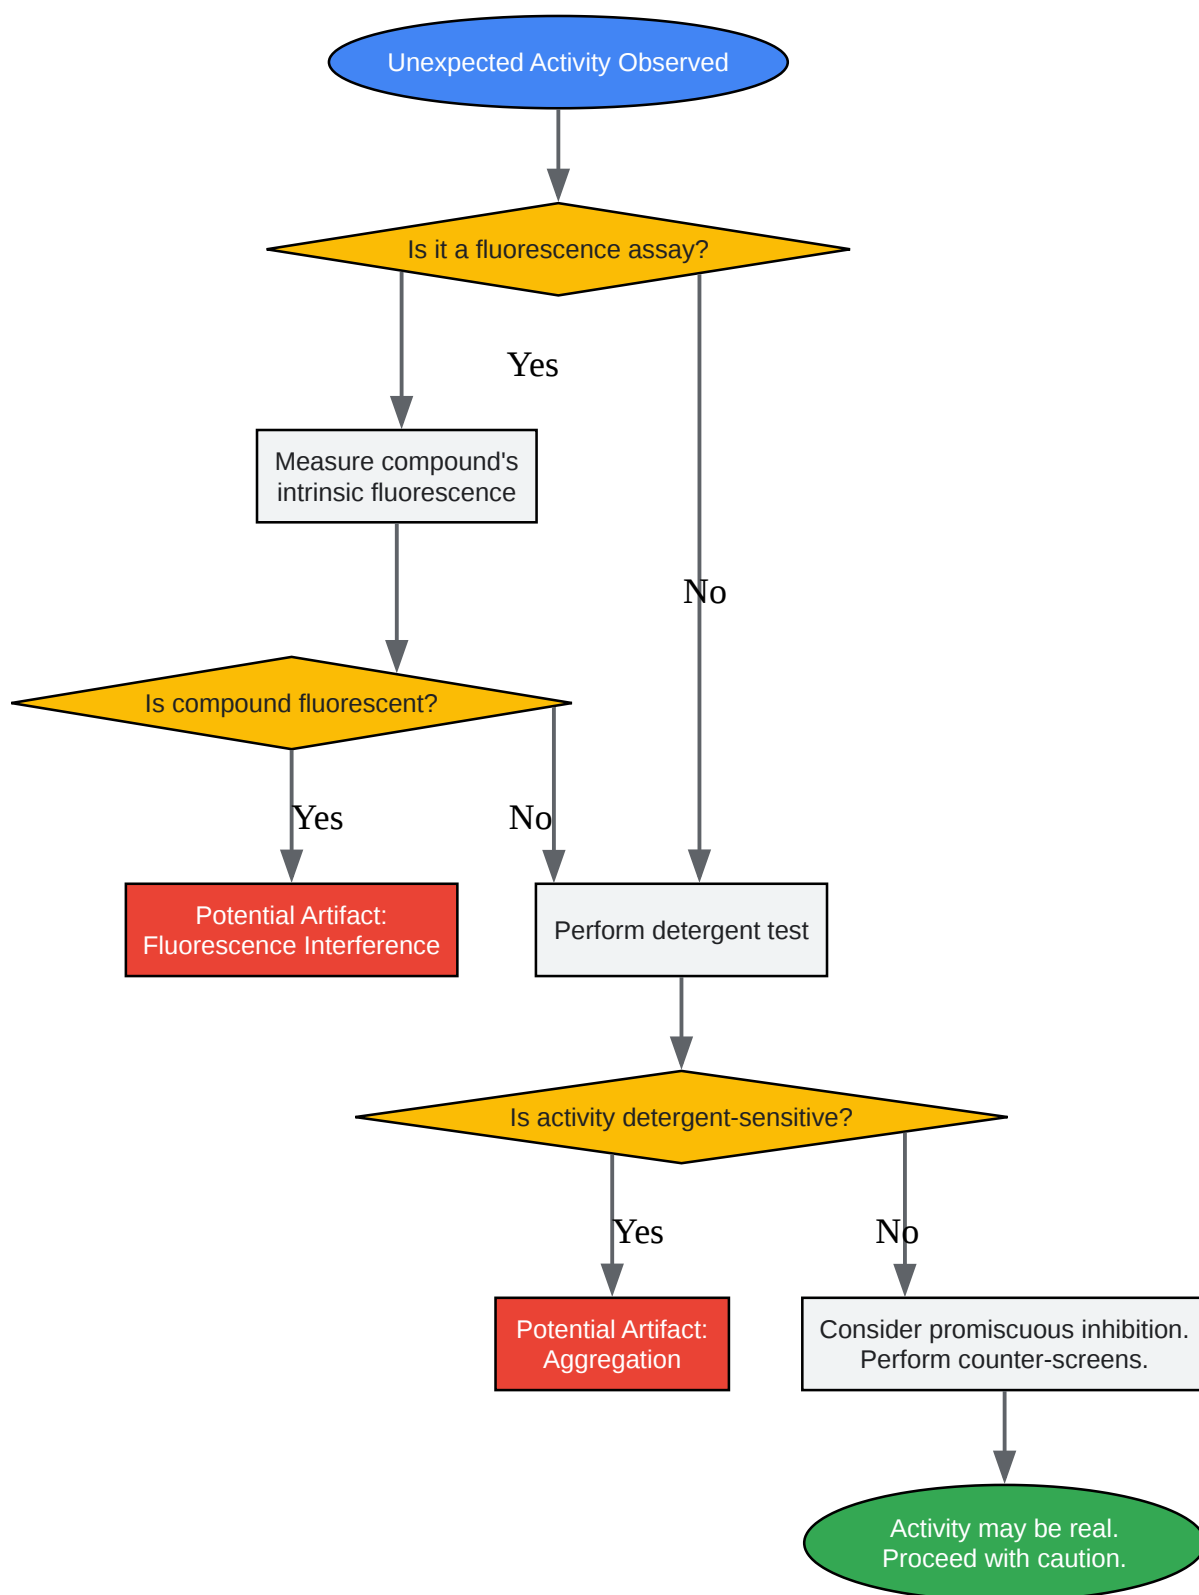 Unexpected Activity Observed
Is it a fluorescence assay?
Yes
Measure compound's
intrinsic fluorescence
No
Is compound fluorescent?
Yes
No
Potential Artifact:
Fluorescence Interference
Perform detergent test
Is activity detergent-sensitive?
Yes
No
Potential Artifact:
Aggregation
Consider promiscuous inhibition.
Perform counter-screens.
Activity may be real.
Proceed with caution.